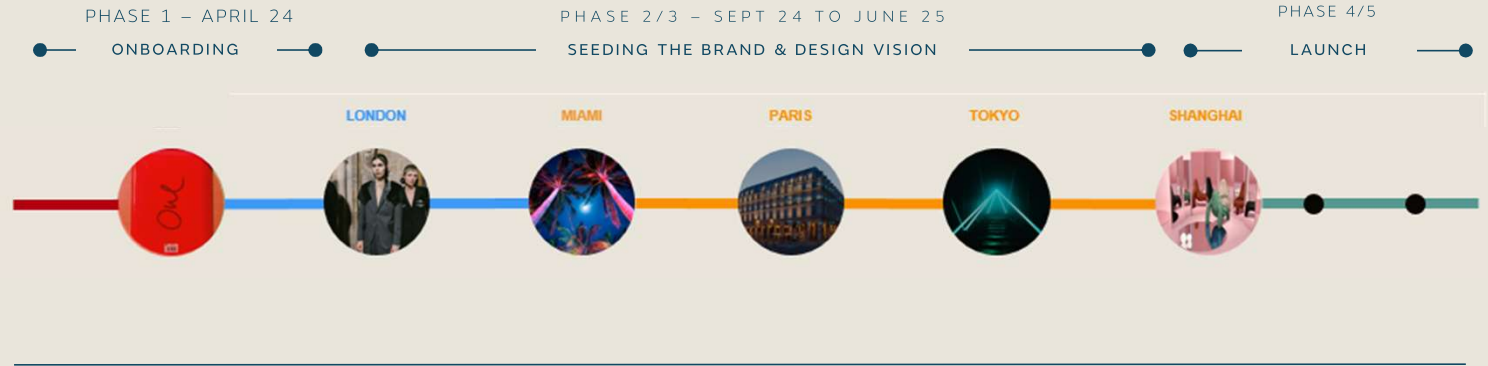 PHASE 1 – APRIL 24
PHASE 2/3 – SEPT 24 TO JUNE 25
PHASE 4/5
ONBOARDING
SEEDING THE BRAND & DESIGN VISION
LAUNCH
LONDON
MIAMI
PARIS
TOKYO
SHANGHAI